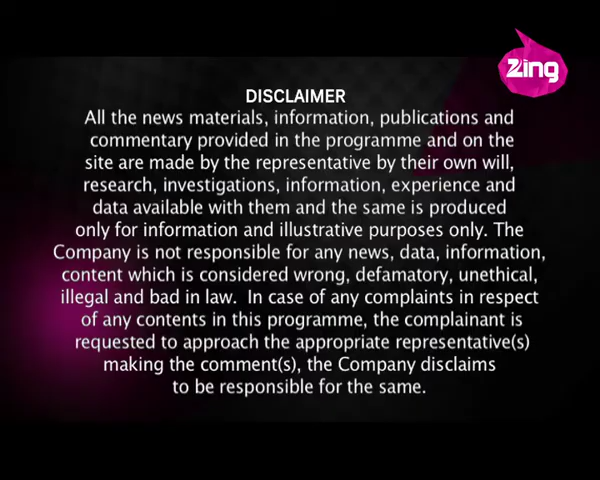 Zing
DISCLAIMER
All the news materials, information, publications and
commentary provided in the programme and on the
site are made by the representative by their own will,
research, investigations, information, experience and
data available with them and the same is produced
only for information and illustrative purposes only. The
Company is not responsible for any news, data, information,
content which is considered wrong, defamatory, unethical,
illegal and bad in law.  In case of any complaints in respect
of any contents in this programme, the complainant is
requested to approach the appropriate representative(s)
making the comment(s), the Company disclaims
to be responsible for the same.